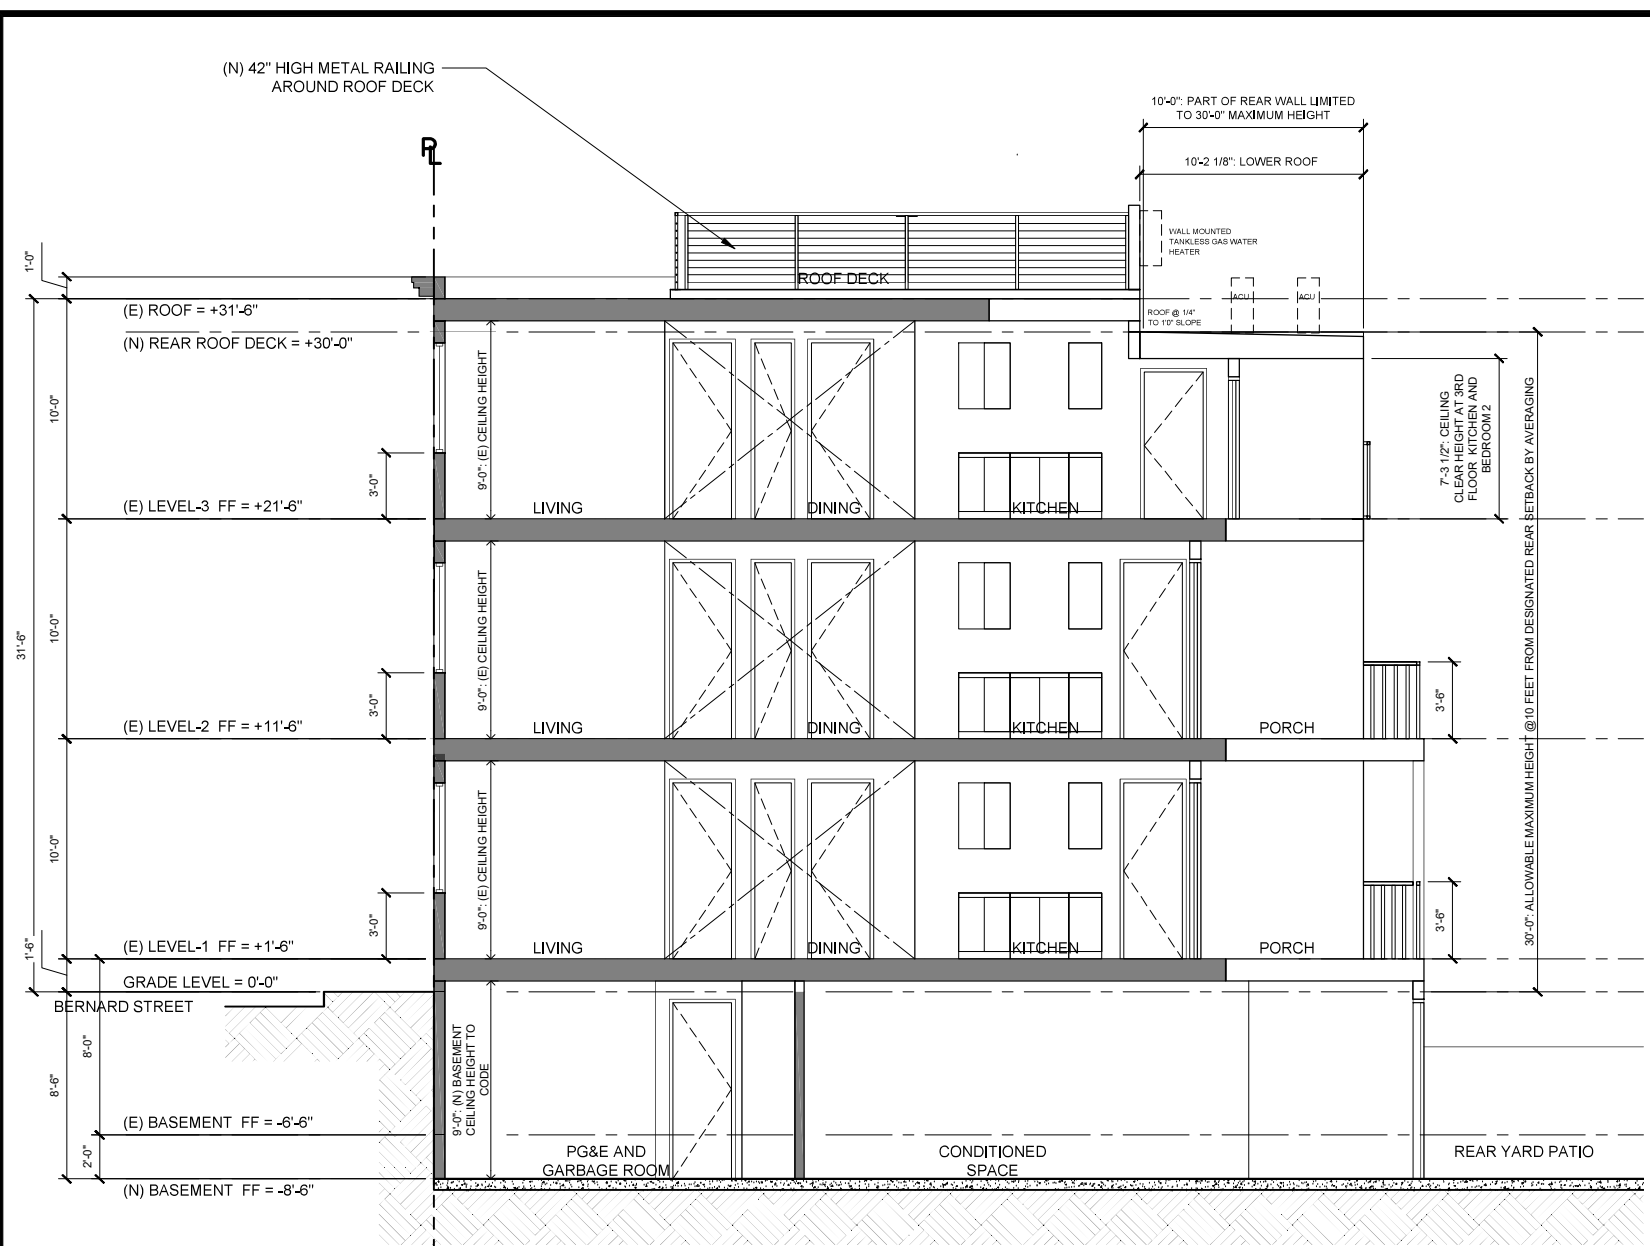 (N) 42" HIGH METAL RAILING
AROUND ROOF DECK
10'-0": PART OF REAR WALL LIMITED
TO 30'-0" MAXIMUM HEIGHT
PL
10'-2 1/8": LOWER ROOF
WALL MOUNTED
TANKLESS GAS WATER
HEATER
1'-0"
ROOF DECK
ACU
ACU
(E) ROOF = +31'-6"
ROOF @ 1/4"
TO 1'0" SLOPE
(N) REAR ROOF DECK = +30'-0"
10'-0"
9'-0": (E) CEILING HEIGHT
7'-3 1/2": CEILING
CLEAR HEIGHT AT 3RD
FLOOR KITCHEN AND
BEDROOM 2
3'-0"
(E) LEVEL-3 FF = +21'-6"
LIVING
DINING
KITCHEN
30'-0": ALLOWABLE MAXIMUM HEIGHT @10 FEET FROM DESIGNATED REAR SETBACK BY AVERAGING
31'-6"
10'-0"
9'-0": (E) CEILING HEIGHT
3'-0"
3'-6"
(E) LEVEL-2 FF = +11'-6"
LIVING
DINING
KITCHEN
PORCH
10'-0"
9'-0": (E) CEILING HEIGHT
3'-0"
3'-6"
1'-6"
(E) LEVEL-1 FF = +1'-6"
LIVING
DINING
KITCHEN
PORCH
GRADE LEVEL = 0'-0"
BERNARD STREET
8'-0"
8'-6"
9'-0": (N) BASEMENT
CEILING HEIGHT TO
CODE
(E) BASEMENT FF = -6'-6"
2'-0"
PG&E AND
GARBAGE ROOM
CONDITIONED
SPACE
REAR YARD PATIO
(N) BASEMENT FF = -8'-6"